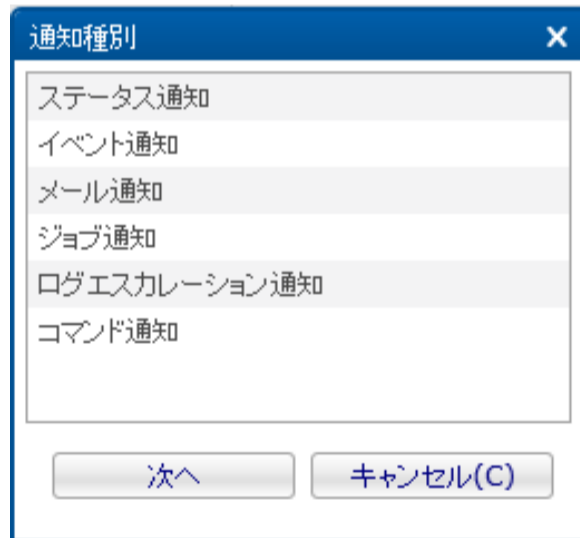 通知種別
ステータス通知
イベント通知
メール通知
ジョブ通知
ログエスカレーション通知
コマンド通知
次へ
キャンセル(C)